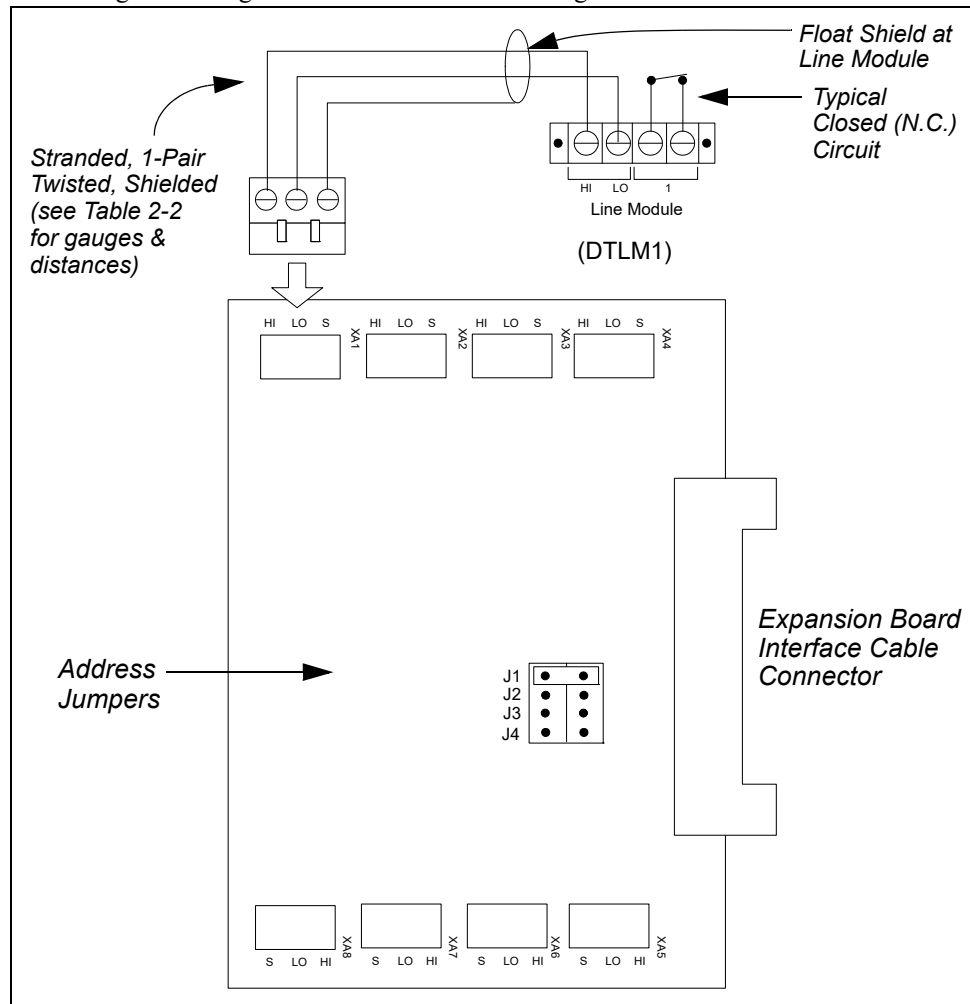 Float Shield at
Line Module
Typical
Closed (N.C.)
Circuit
Stranded, 1-Pair
Twisted, Shielded
(see Table 2-2
for gauges &
distances)
HI LO 1
Line Module
(DTLM1)
HI LO S XA1 HI LO S XA2 HI LO S XA3 HI LO S XA4
Expansion Board
Interface Cable
Connector
Address
Jumpers
J1
J2
J3
J4
S LO HI XA8 S LO HI XA7 S LO HI XA6 S LO HI XA5